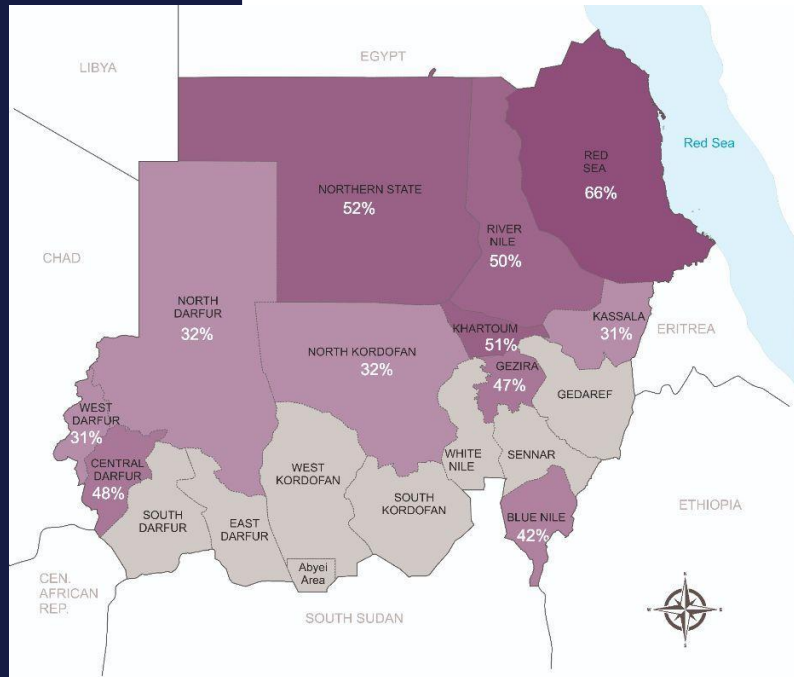 LIBYA
EGYPT
Red Sea
RED
SEA
66%
NORTHERN STATE
52%
RIVER
NILE
50%
CHAD
NORTH
DARFUR
32%
KASSALA
31%
ERITREA
KHARTOUM
51%
NORTH KORDOFAN
32%
GEZIRA
47%
GEDAREF
WEST
DARFUR
31%
CENTRAL
DARFUR
48%
WHITE
NILE
SENNAR
WEST
KORDOFAN
SOUTH
KORDOFAN
SOUTH
DARFUR
EAST
DARFUR
BLUE NILE
42%
ETHIOPIA
Abyei
Area
CEN.
AFRICAN
REP.
SOUTH SUDAN